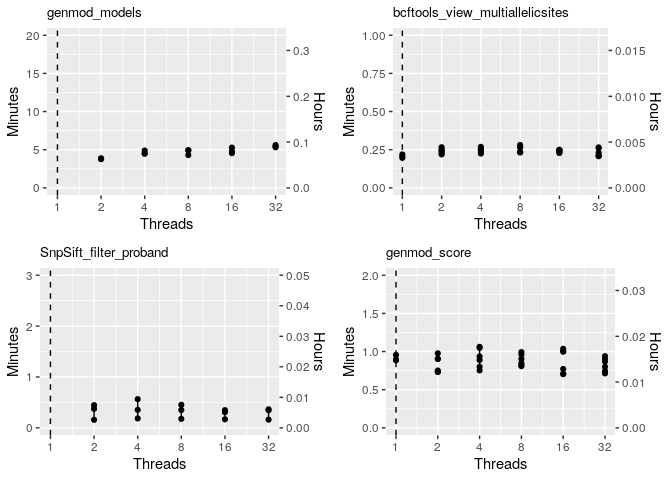 genmod_models
20
15
10
5
0
Minutes
0.3
0.2
0.1
0.0
Hours
1 2 4 8 16 32
Threads
bcftools_view_multiallelicsites
1.00
0.75
0.50
0.25
0.00
Minutes
0.015
0.010
0.005
0.000
Hours
1 2 4 8 16 32
Threads
SnpSift_filter_proband
3
2
1
0
Minutes
0.05
0.04
0.03
0.02
0.01
0.00
Hours
1 2 4 8 16 32
Threads
genmod_score
2.0
1.5
1.0
0.5
0.0
Minutes
0.03
0.02
0.01
0.00
Hours
1 2 4 8 16 32
Threads